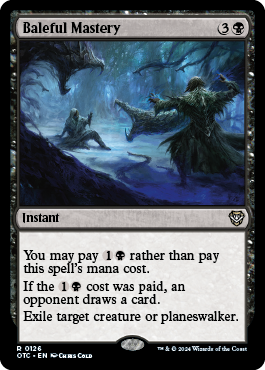 Baleful Mastery 3
Instant
You may pay 1 rather than pay
this spell's mana cost.
If the 1 cost was paid, an
opponent draws a card.
Exile target creature or planeswalker.
R 0126
OTC • EN Chris Cold
™ & © 2024 Wizards of the Coast